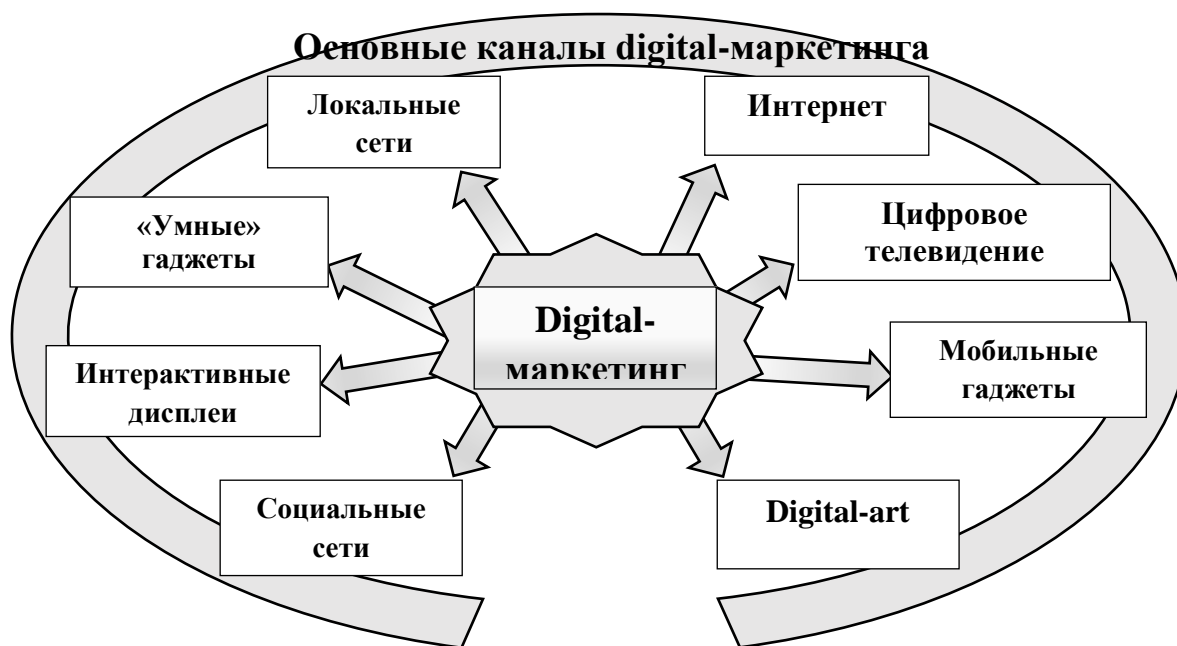 Основные каналы digital-маркетинга
Локальные
сети
Интернет
«Умные»
гаджеты
Цифровое
телевидение
Digital-
маркетинг
Интерактивные
дисплеи
Мобильные
гаджеты
Социальные
сети
Digital-art